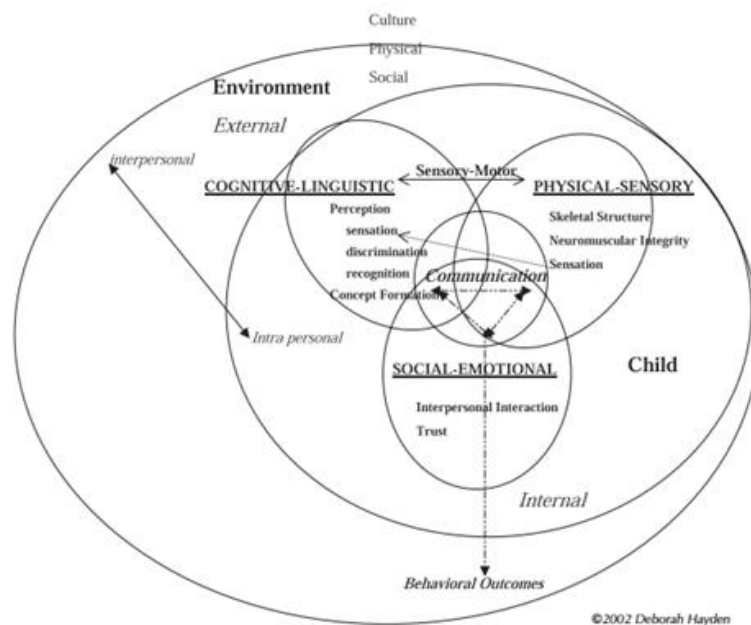 Culture
Physical
Social
Environment
External
interpersonal
Sensory-Motor
COGNITIVE-LINGUISTIC
PHYSICAL-SENSORY
Perception
sensation
discrimination
recognition
Concept Formation
Skeletal Structure
Neuromuscular Integrity
Sensation
Communication
Intra personal
SOCIAL-EMOTIONAL
Child
Interpersonal Interaction
Trust
Internal
Behavioral Outcomes
©2002 Deborah Hayden